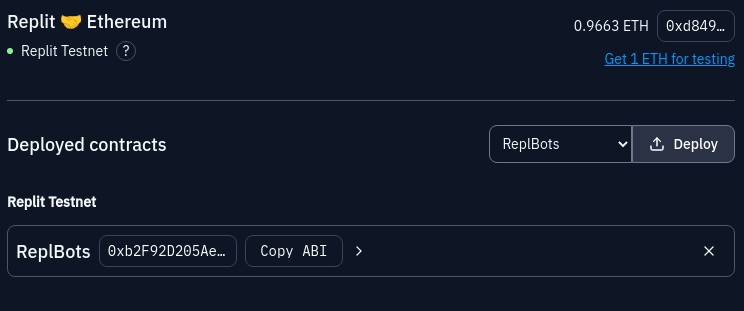 Replit 🤝 Ethereum
0.9663 ETH 0xd849…
Replit Testnet ?
Get 1 ETH for testing
Deployed contracts
ReplBots Deploy
Replit Testnet
ReplBots 0xb2F92D205Ae… Copy ABI